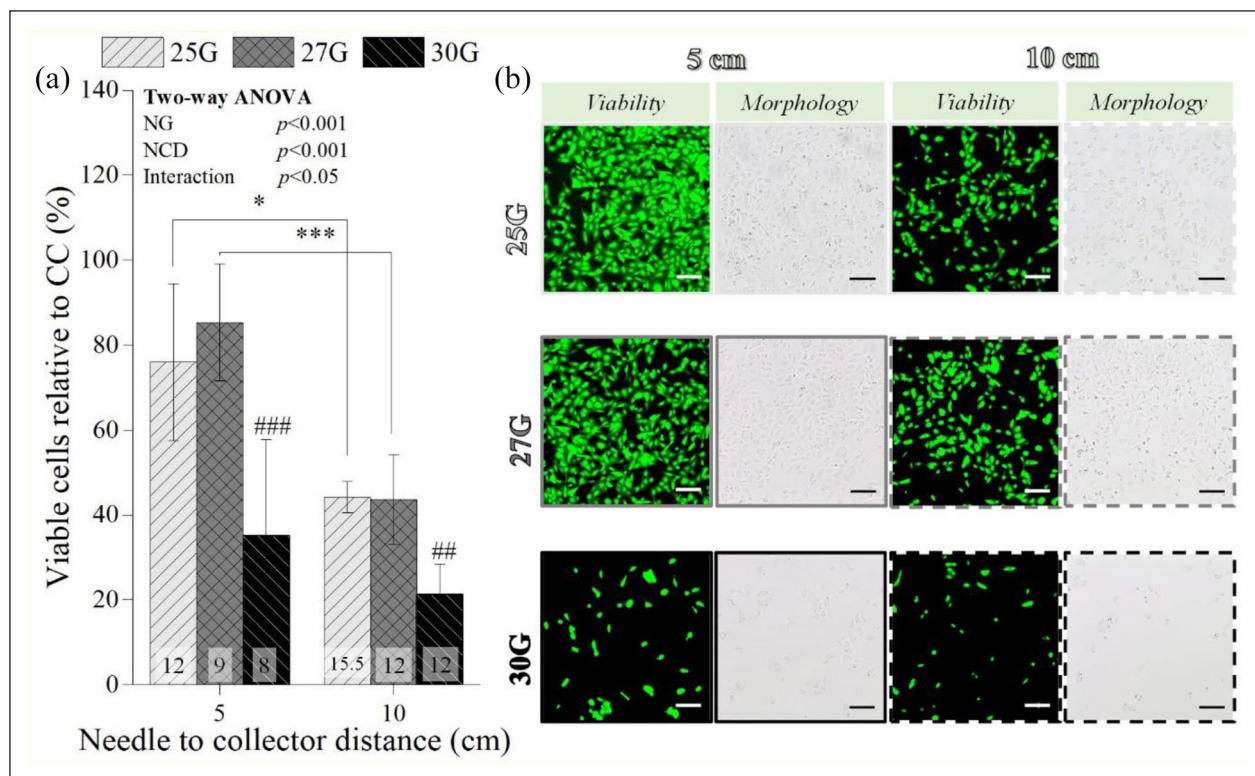 25G 27G 30G
(a)
Two-way ANOVA
NG p<0.001
NCD p<0.001
Interaction p<0.05
*
***
###
##
140
120
100
80
60
40
20
0
Viable cells relative to CC (%)
12 9 8 15.5 12 12
5 10
Needle to collector distance (cm)
(b)
5 cm 10 cm
Viability Morphology Viability Morphology
25G
27G
30G